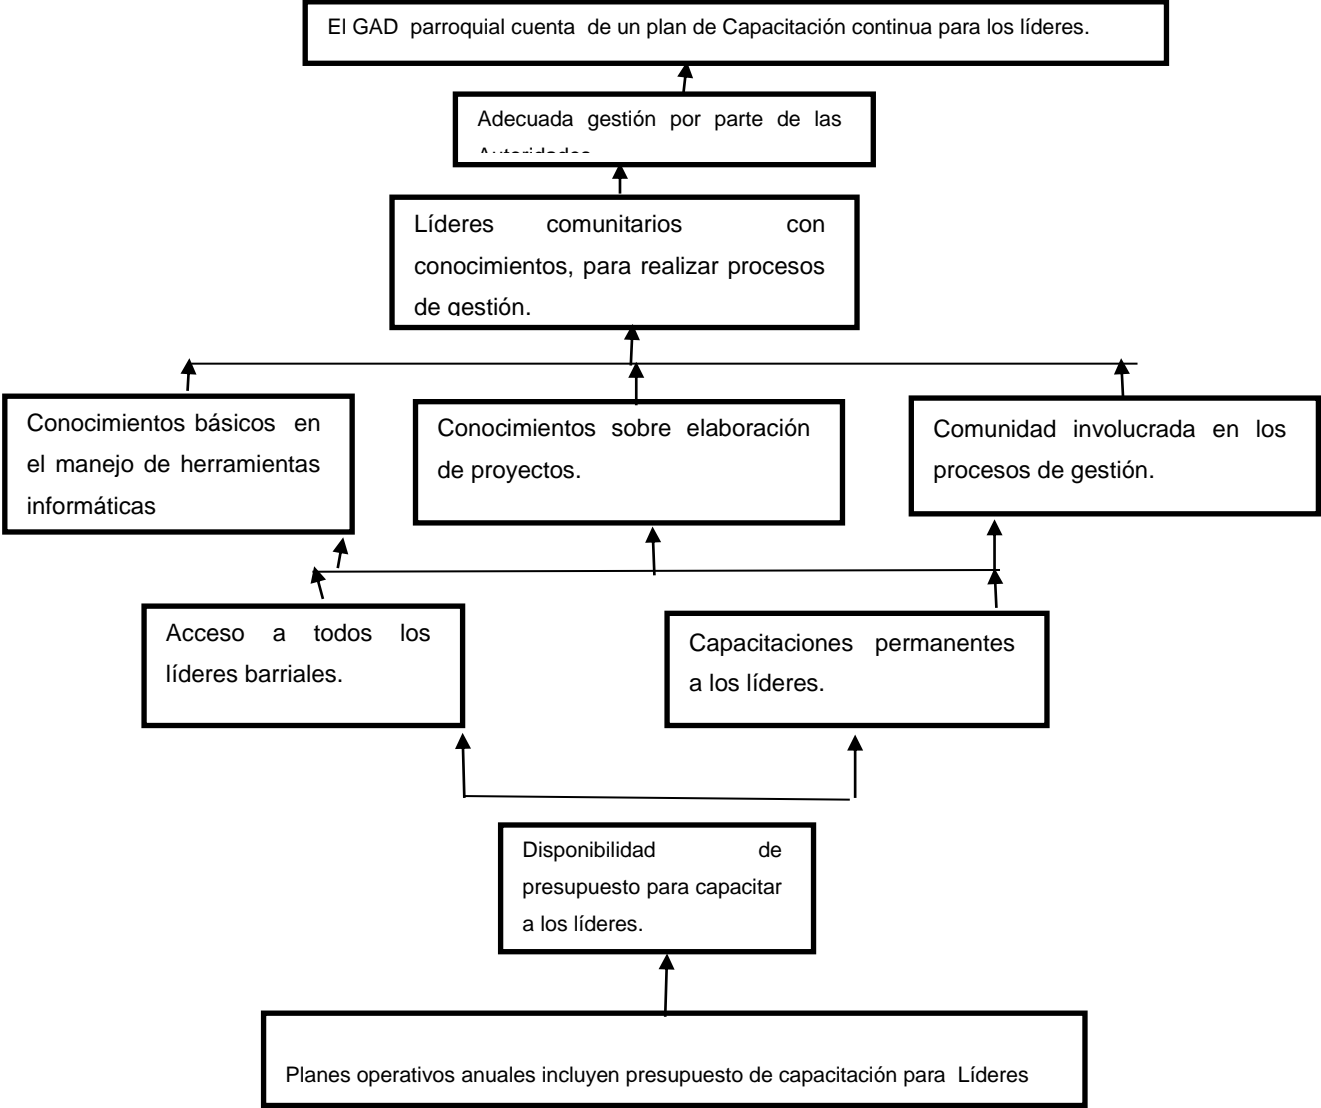 El GAD parroquial cuenta de un plan de Capacitación continua para los líderes.
Adecuada gestión por parte de las
Autoridades
Líderes comunitarios con
conocimientos, para realizar procesos
de gestión.
Conocimientos básicos en
el manejo de herramientas
informáticas
Conocimientos sobre elaboración
de proyectos.
Comunidad involucrada en los
procesos de gestión.
Acceso a todos los
líderes barriales.
Capacitaciones permanentes
a los líderes.
Disponibilidad de
presupuesto para capacitar
a los líderes.
Planes operativos anuales incluyen presupuesto de capacitación para Líderes